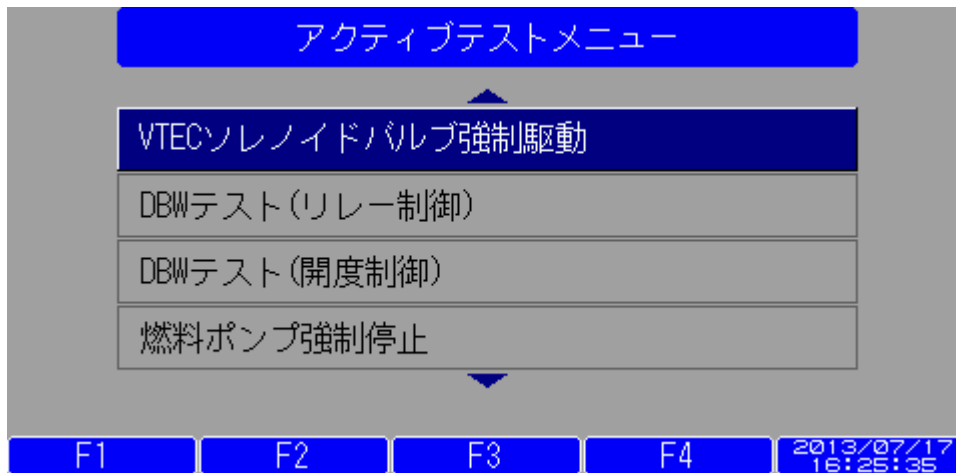 アクティブテストメニュー
VTECソレノイドバルブ強制駆動
DBWテスト(リレー制御)
DBWテスト(開度制御)
燃料ポンプ強制停止
F1 F2 F3 F4 2013/07/17
16:25:35